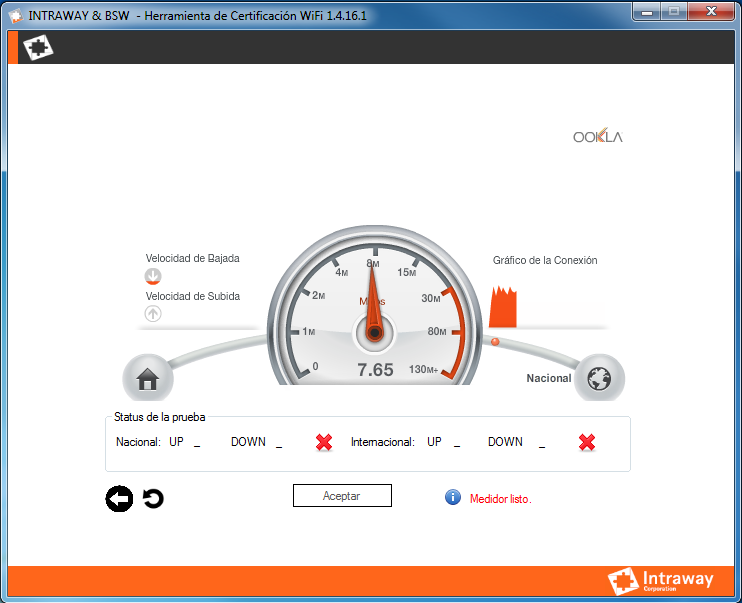 INTRAWAY & BSW - Herramienta de Certificación WiFi 1.4.16.1
OOKLA
Velocidad de Bajada
Velocidad de Subida
Gráfico de la Conexión
0
1M
2M
4M
8M
15M
30M
80M
130M+
7.65
Nacional
Status de la prueba
Nacional: UP _ DOWN _ Internacional: UP _ DOWN _
Aceptar
Medidor listo.
Intraway
Corporation